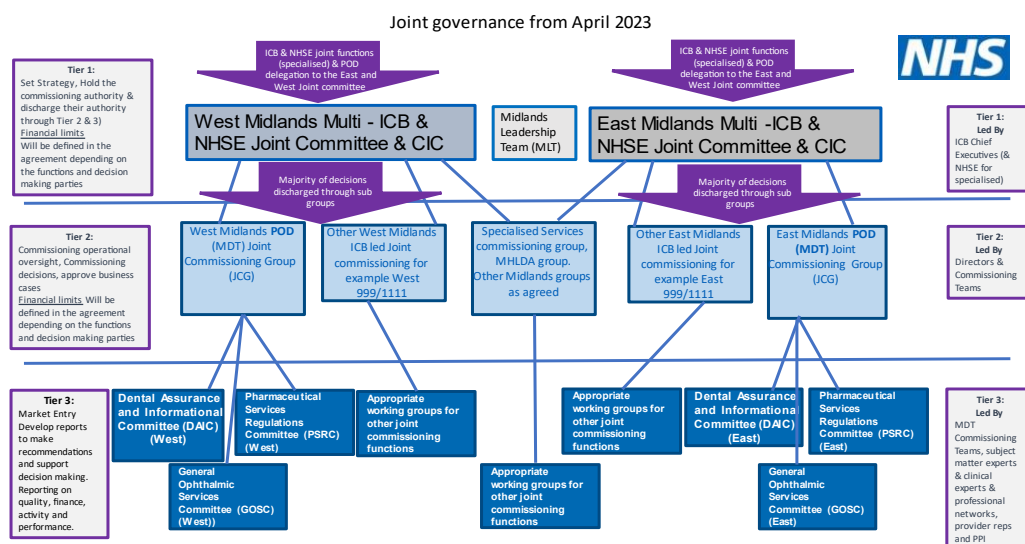 Joint governance from April 2023
NHS
ICB & NHSE joint functions
(specialised) & POD
delegation to the East and
West Joint committee
ICB & NHSE joint functions
(specialised) & POD
delegation to the East and
West Joint committee
Tier 1:
Set Strategy, Hold the
commissioning authority &
discharge their authority
through Tier 2 & 3)
Financial limits
Will be defined in the
agreement depending on
the functions and decision
making parties
West Midlands Multi - ICB &
NHSE Joint Committee & CIC
Midlands
Leadership
Team (MLT)
East Midlands Multi -ICB &
NHSE Joint Committee & CIC
Tier 1:
Led By
ICB Chief
Executives (&
NHSE for
specialised)
Majority of decisions
discharged through sub
groups
Majority of decisions
discharged through sub
groups
Tier 2:
Commissioning operational
oversight, Commissioning
decisions, approve business
cases
Financial limits Will be
defined in the agreement
depending on the functions
and decision making parties
West Midlands POD
(MDT) Joint
Commissioning Group
(JCG)
Other West Midlands
ICB led Joint
commissioning for
example West
999/1111
Specialised Services
commissioning group,
MHLDA group.
Other Midlands groups
as agreed
Other East Midlands
ICB led Joint
commissioning for
example East
999/1111
East Midlands POD
(MDT) Joint
Commissioning Group
(JCG)
Tier 2:
Led By
Directors &
Commissioning
Teams
Tier 3:
Market Entry
Develop reports to
make
recommendations
and support
decision making.
Reporting on
quality, finance,
activity and
performance.
Dental Assurance
and Informational
Committee (DAIC)
(West)
Pharmaceutical
Services
Regulations
Committee (PSRC)
(West)
Appropriate
working groups for
other joint
commissioning
functions
Appropriate
working groups for
other joint
commissioning
functions
Dental Assurance
and Informational
Committee (DAIC)
(East)
Pharmaceutical
Services
Regulations
Committee (PSRC)
(East)
General
Ophthalmic
Services
Committee (GOSC)
(West))
Appropriate
working groups for
other joint
commissioning
functions
General
Ophthalmic
Services
Committee (GOSC)
(East)
Tier 3:
Led By
MDT
Commissioning
Teams, subject
matter experts
& clinical
experts &
professional
networks,
provider reps
and PPI